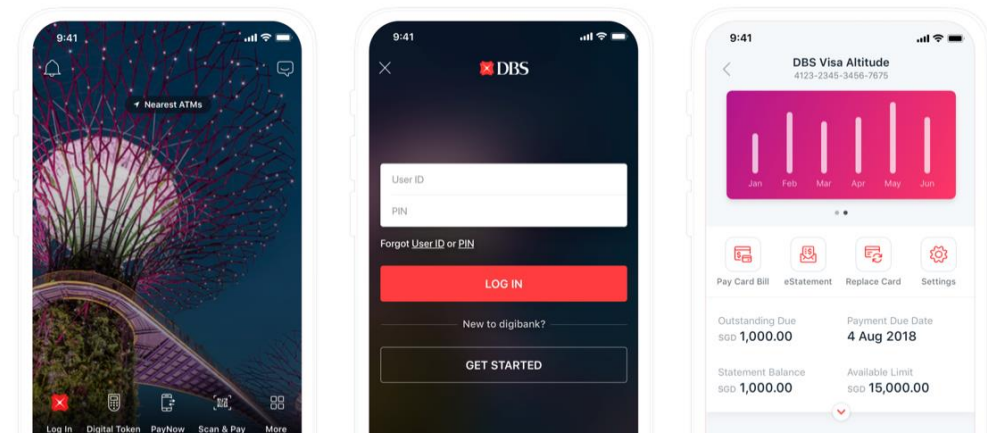 9:41
Nearest ATMs
Log In
Digital Token
PayNow
Scan & Pay
More
9:41
DBS
User ID
PIN
Forgot User ID or PIN
LOG IN
New to digibank?
GET STARTED
9:41
DBS Visa Altitude
4123-2345-3456-7675
Jan Feb Mar Apr May Jun
Pay Card Bill
eStatement
Replace Card
Settings
Outstanding Due
SGD 1,000.00
Payment Due Date
4 Aug 2018
Statement Balance
SGD 1,000.00
Available Limit
SGD 15,000.00